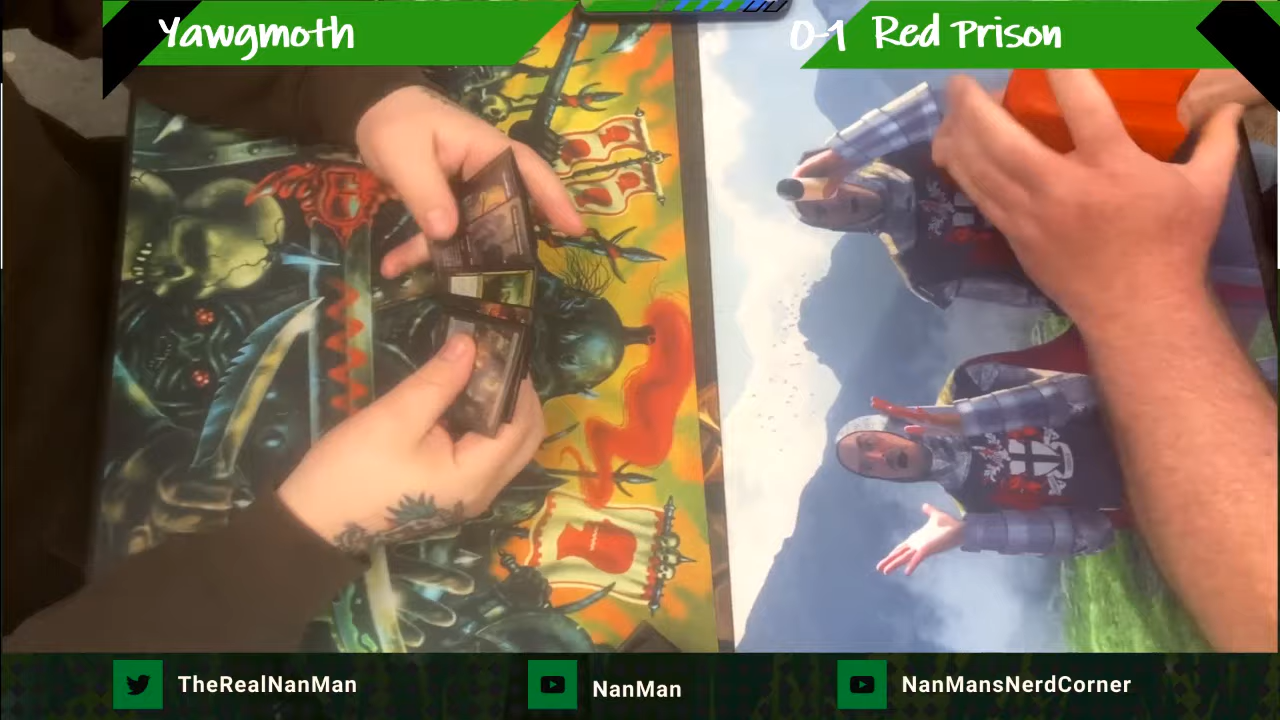 Yawgmoth
0-1 Red Prison
TheRealNanMan
NanMan
NanMansNerdCorner